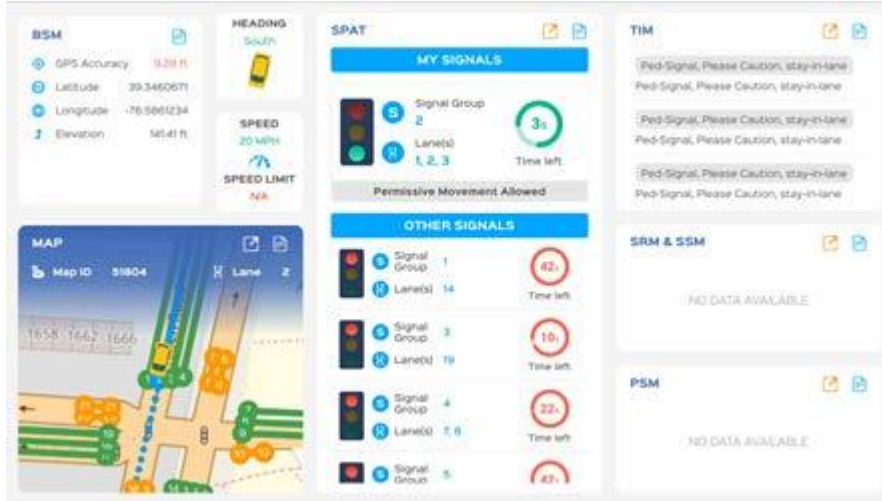 BSM
GPS Accuracy 9.28 ft
Latitude 39.3460671
Longitude -76.5861234
Elevation 141.41 ft
HEADING
South
SPEED
20 MPH
SPEED LIMIT
N/A
MAP
Map ID 51804 Lane 2
1658 1662 1666
SPAT
MY SIGNALS
Signal Group
2
Lane(s)
1, 2, 3
3s
Time left
Permissive Movement Allowed
OTHER SIGNALS
Signal Group 1
Lane(s) 14
42s
Time left
Signal Group 3
Lane(s) 19
10s
Time left
Signal Group 4
Lane(s) 7, 8
22s
Time left
Signal Group 5
42s
TIM
Ped-Signal, Please Caution, stay-in-lane
Ped-Signal, Please Caution, stay-in-lane
Ped-Signal, Please Caution, stay-in-lane
Ped-Signal, Please Caution, stay-in-lane
Ped-Signal, Please Caution, stay-in-lane
Ped-Signal, Please Caution, stay-in-lane
SRM & SSM
NO DATA AVAILABLE
PSM
NO DATA AVAILABLE